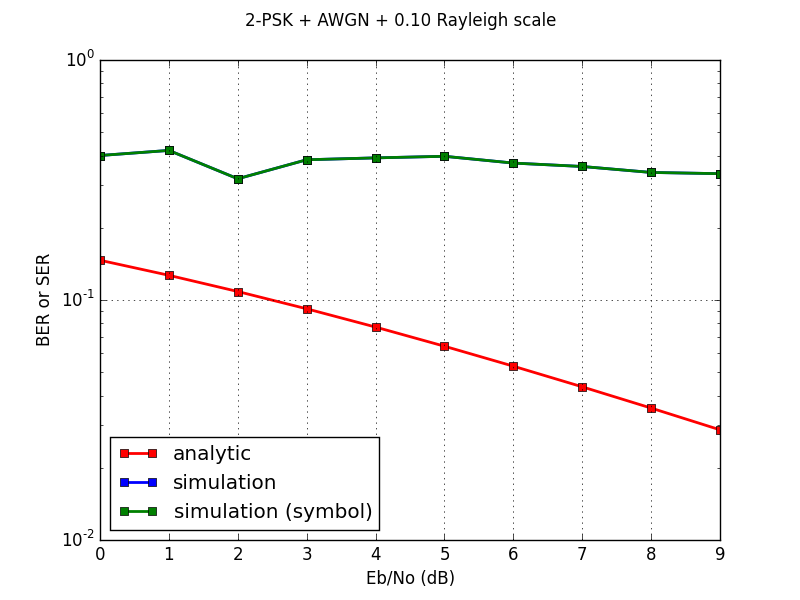 2-PSK + AWGN + 0.10 Rayleigh scale
10^0
10^-1
10^-2
BER or SER
analytic
simulation
simulation (symbol)
0 1 2 3 4 5 6 7 8 9
Eb/No (dB)